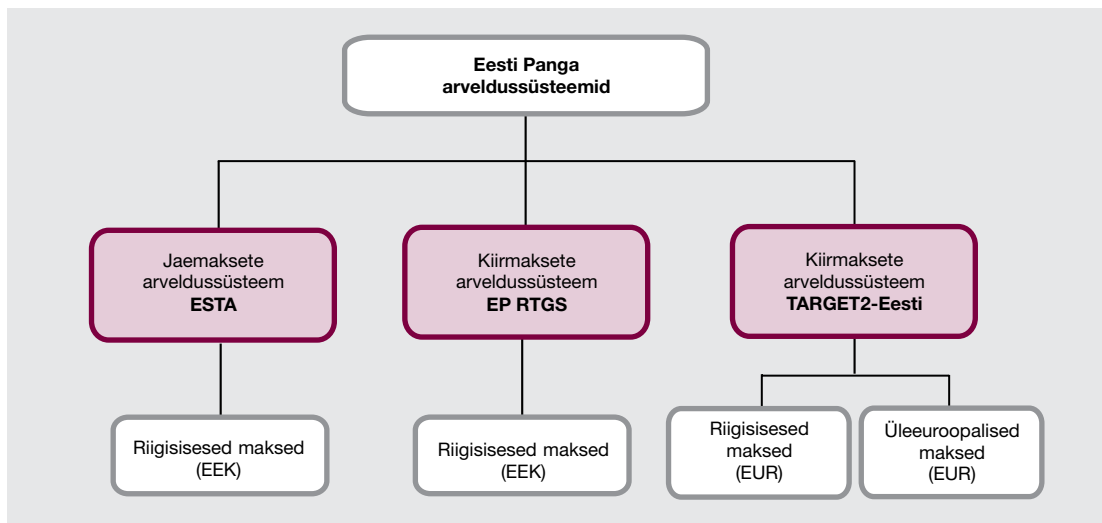 Eesti Panga
arveldussüsteemid
Jaemaksete
arveldussüsteem
ESTA
Kiirmaksete
arveldussüsteem
EP RTGS
Kiirmaksete
arveldussüsteem
TARGET2-Eesti
Riigisisesed maksed
(EEK)
Riigisisesed maksed
(EEK)
Riigisisesed
maksed
(EUR)
Üleeuroopalised
maksed
(EUR)